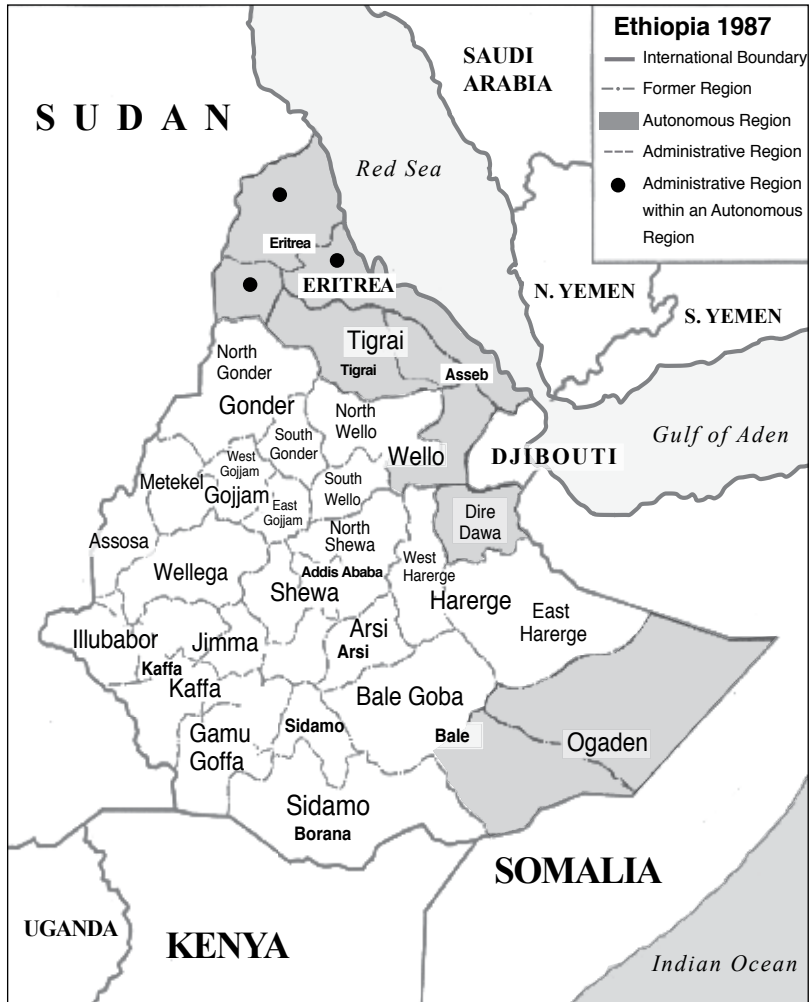 Ethiopia 1987
International Boundary
Former Region
Autonomous Region
Administrative Region
Administrative Region
within an Autonomous
Region
SAUDI
ARABIA
SUDAN
Red Sea
Eritrea
ERITREA
N. YEMEN
S. YEMEN
Tigrai
Tigrai
Asseb
North
Gonder
Gonder
North
Wello
South
Gonder
Wello
DJIBOUTI
Gulf of Aden
West
Gojjam
Metekel
Gojjam
East
Gojjam
South
Wello
Dire
Dawa
Assosa
North
Shewa
West
Harerge
Wellega
Addis Ababa
Shewa
Harerge
East
Harerge
Illubabor
Jimma
Arsi
Arsi
Kaffa
Kaffa
Bale Goba
Gamu
Goffa
Sidamo
Bale
Ogaden
Sidamo
Borana
SOMALIA
UGANDA
KENYA
Indian Ocean